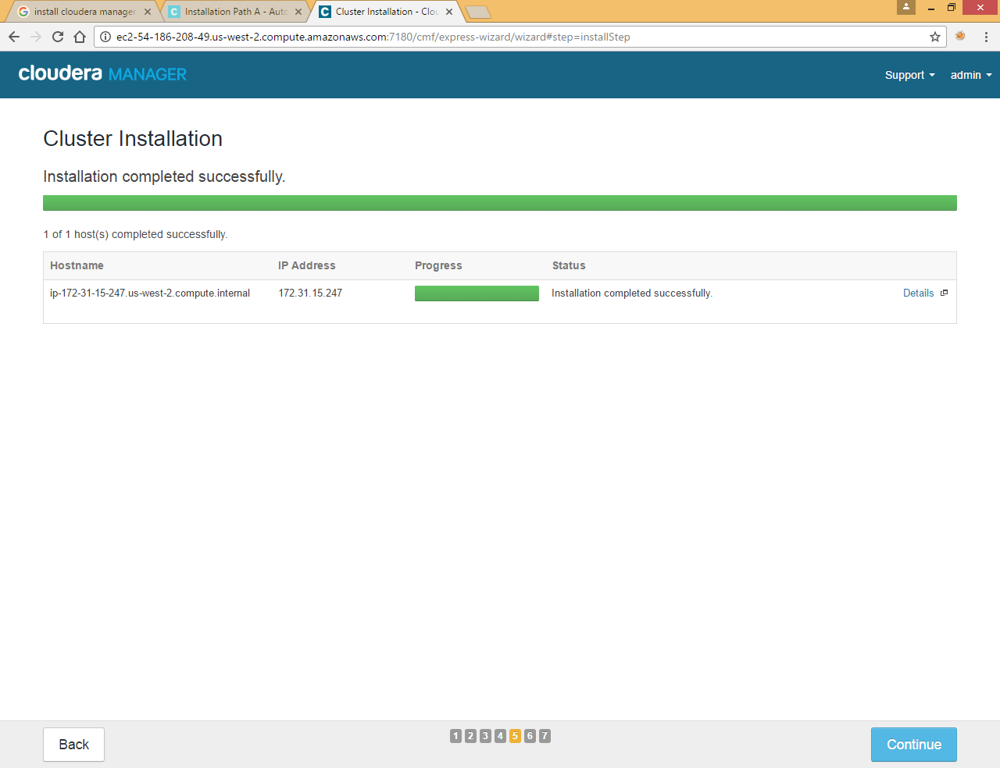 install cloudera manager
Installation Path A - Auto
Cluster Installation - Clou
ec2-54-186-208-49.us-west-2.compute.amazonaws.com:7180/cmf/express-wizard/wizard#step=installStep
cloudera MANAGER
Support
admin
Cluster Installation
Installation completed successfully.
1 of 1 host(s) completed successfully.
Hostname IP Address Progress Status
ip-172-31-15-247.us-west-2.compute.internal 172.31.15.247 Installation completed successfully. Details
Back
1 2 3 4 5 6 7
Continue